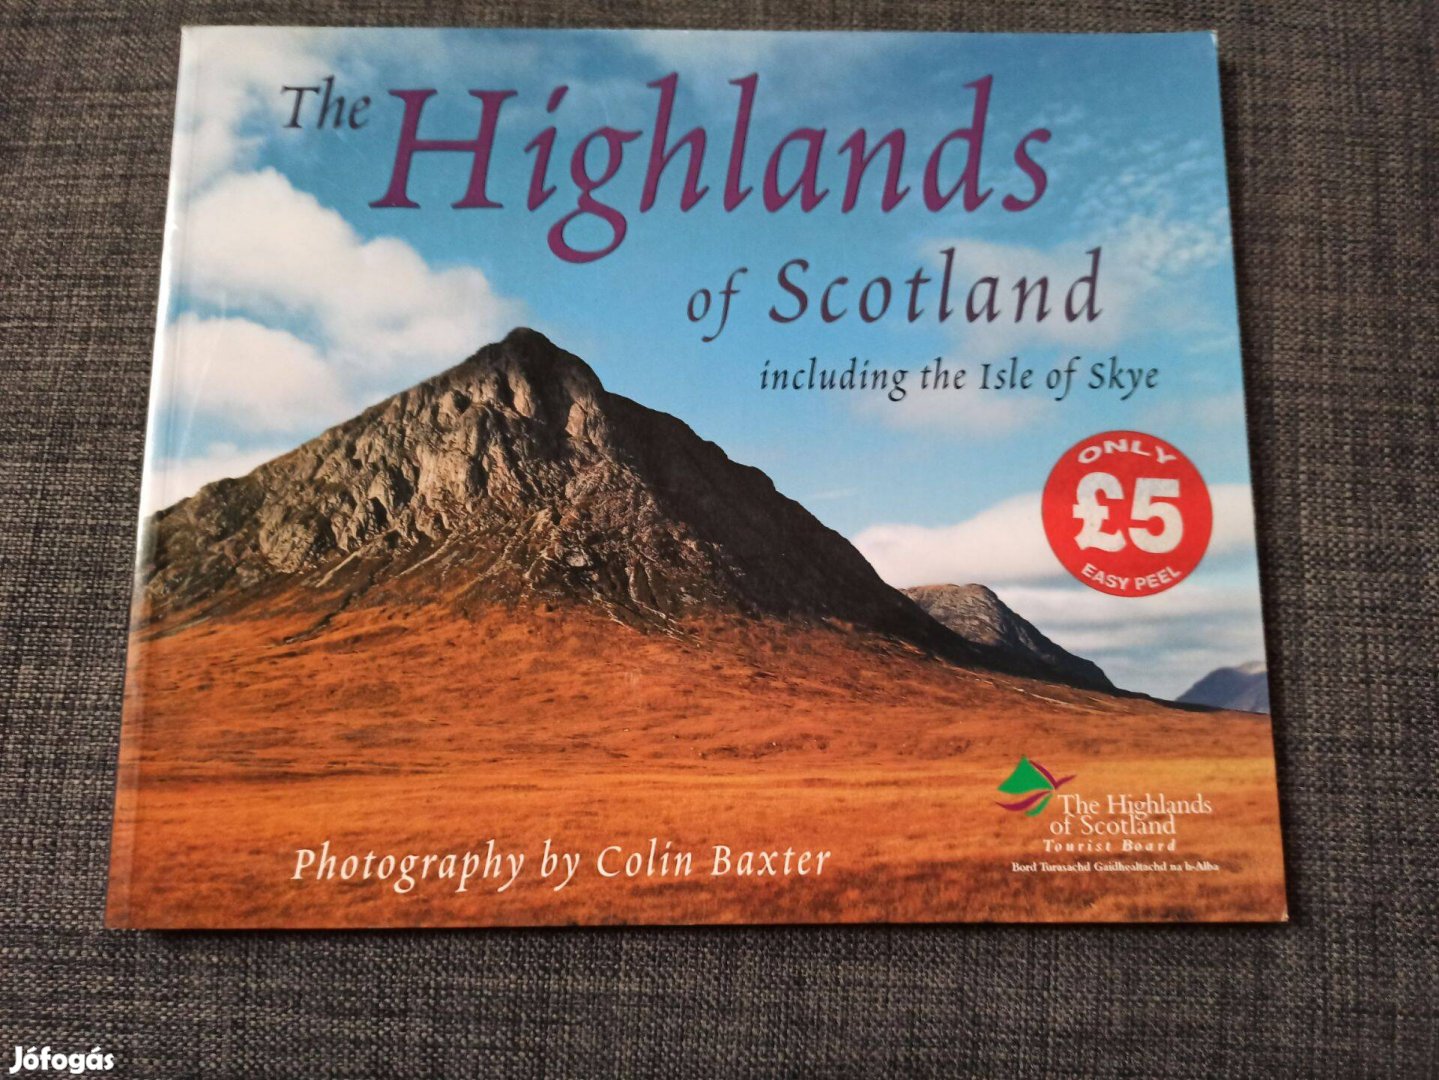 The Highlands
of Scotland
including the Isle of Skye
ONLY
£5
EASY PEEL
The Highlands
of Scotland
Tourist Board
Bord Turasachd Gaidhealtachd na h-Alba
Photography by Colin Baxter
Jófogás